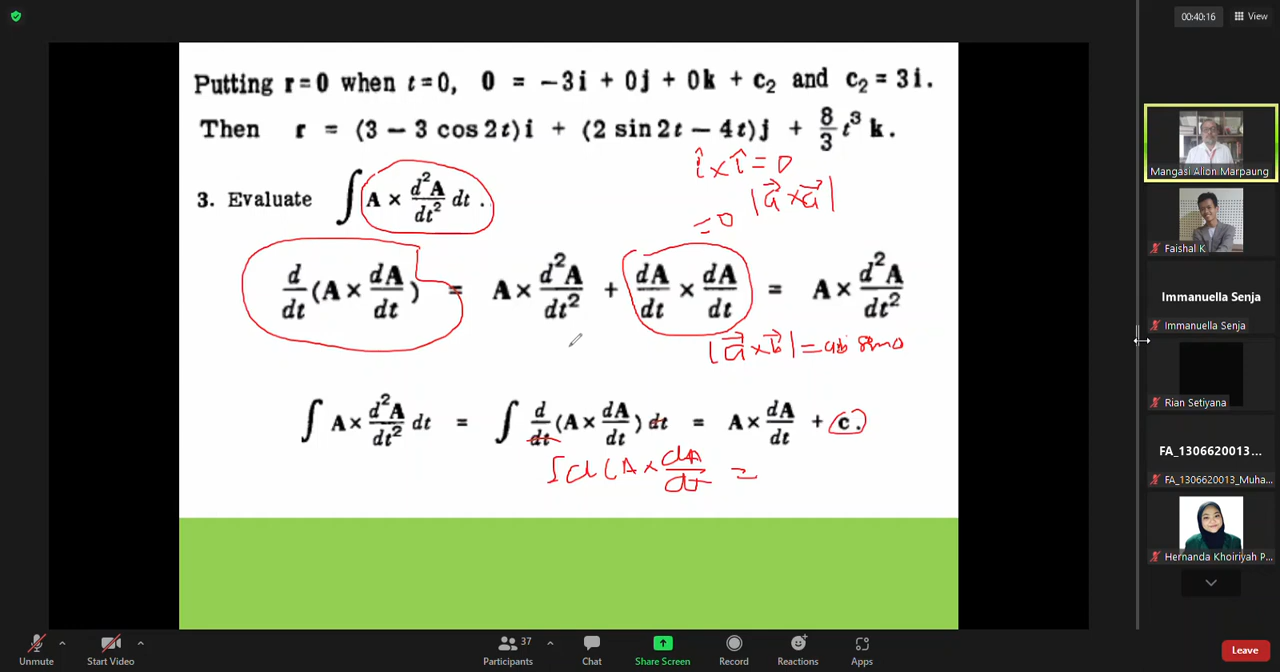 00:40:16 View
Putting r=0 when t=0, 0 = −3i + 0j + 0k + c₂ and c₂ = 3i.
Then r = (3 − 3 cos 2t)i + (2 sin 2t − 4t)j + 8/3 t³ k.
î × î = 0
|a⃗ × a⃗|
= 0
3. Evaluate ∫ A × d²A/dt² dt .
d/dt (A × dA/dt) = A × d²A/dt² + dA/dt × dA/dt = A × d²A/dt²
|a⃗ × b⃗| = ab sin θ
∫ A × d²A/dt² dt = ∫ d/dt (A × dA/dt) dt = A × dA/dt + c.
∫ d (A × dA/dt =
Mangasi Alion Marpaung
Faishal K
Immanuella Senja
Immanuella Senja
Rian Setiyana
FA_1306620013...
FA_1306620013_Muha...
Hernanda Khoiriyah P...
Unmute
Start Video
37
Participants
Chat
Share Screen
Record
Reactions
Apps
Leave